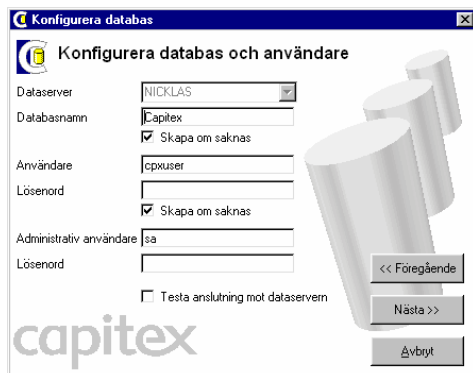 Konfigurera databas
Konfigurera databas och användare
Dataserver NICKLAS
Databasnamn Capitex
Skapa om saknas
Användare cpxuser
Lösenord
Skapa om saknas
Administrativ användare sa
Lösenord
Testa anslutning mot dataservern
<< Föregående
Nästa >>
Avbryt
capitex